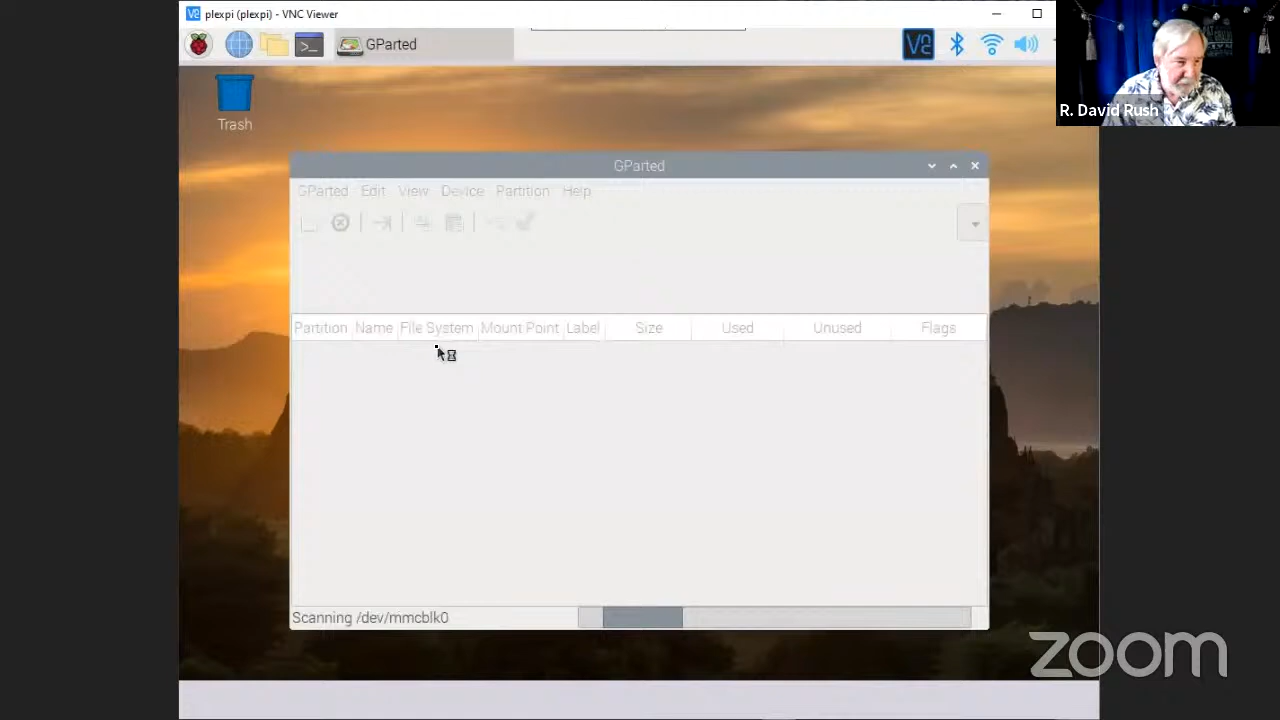 plexpi (plexpi) - VNC Viewer
GParted
R. David Rush
Trash
GParted
GParted Edit View Device Partition Help
Partition Name File System Mount Point Label Size Used Unused Flags
Scanning /dev/mmcblk0
zoom